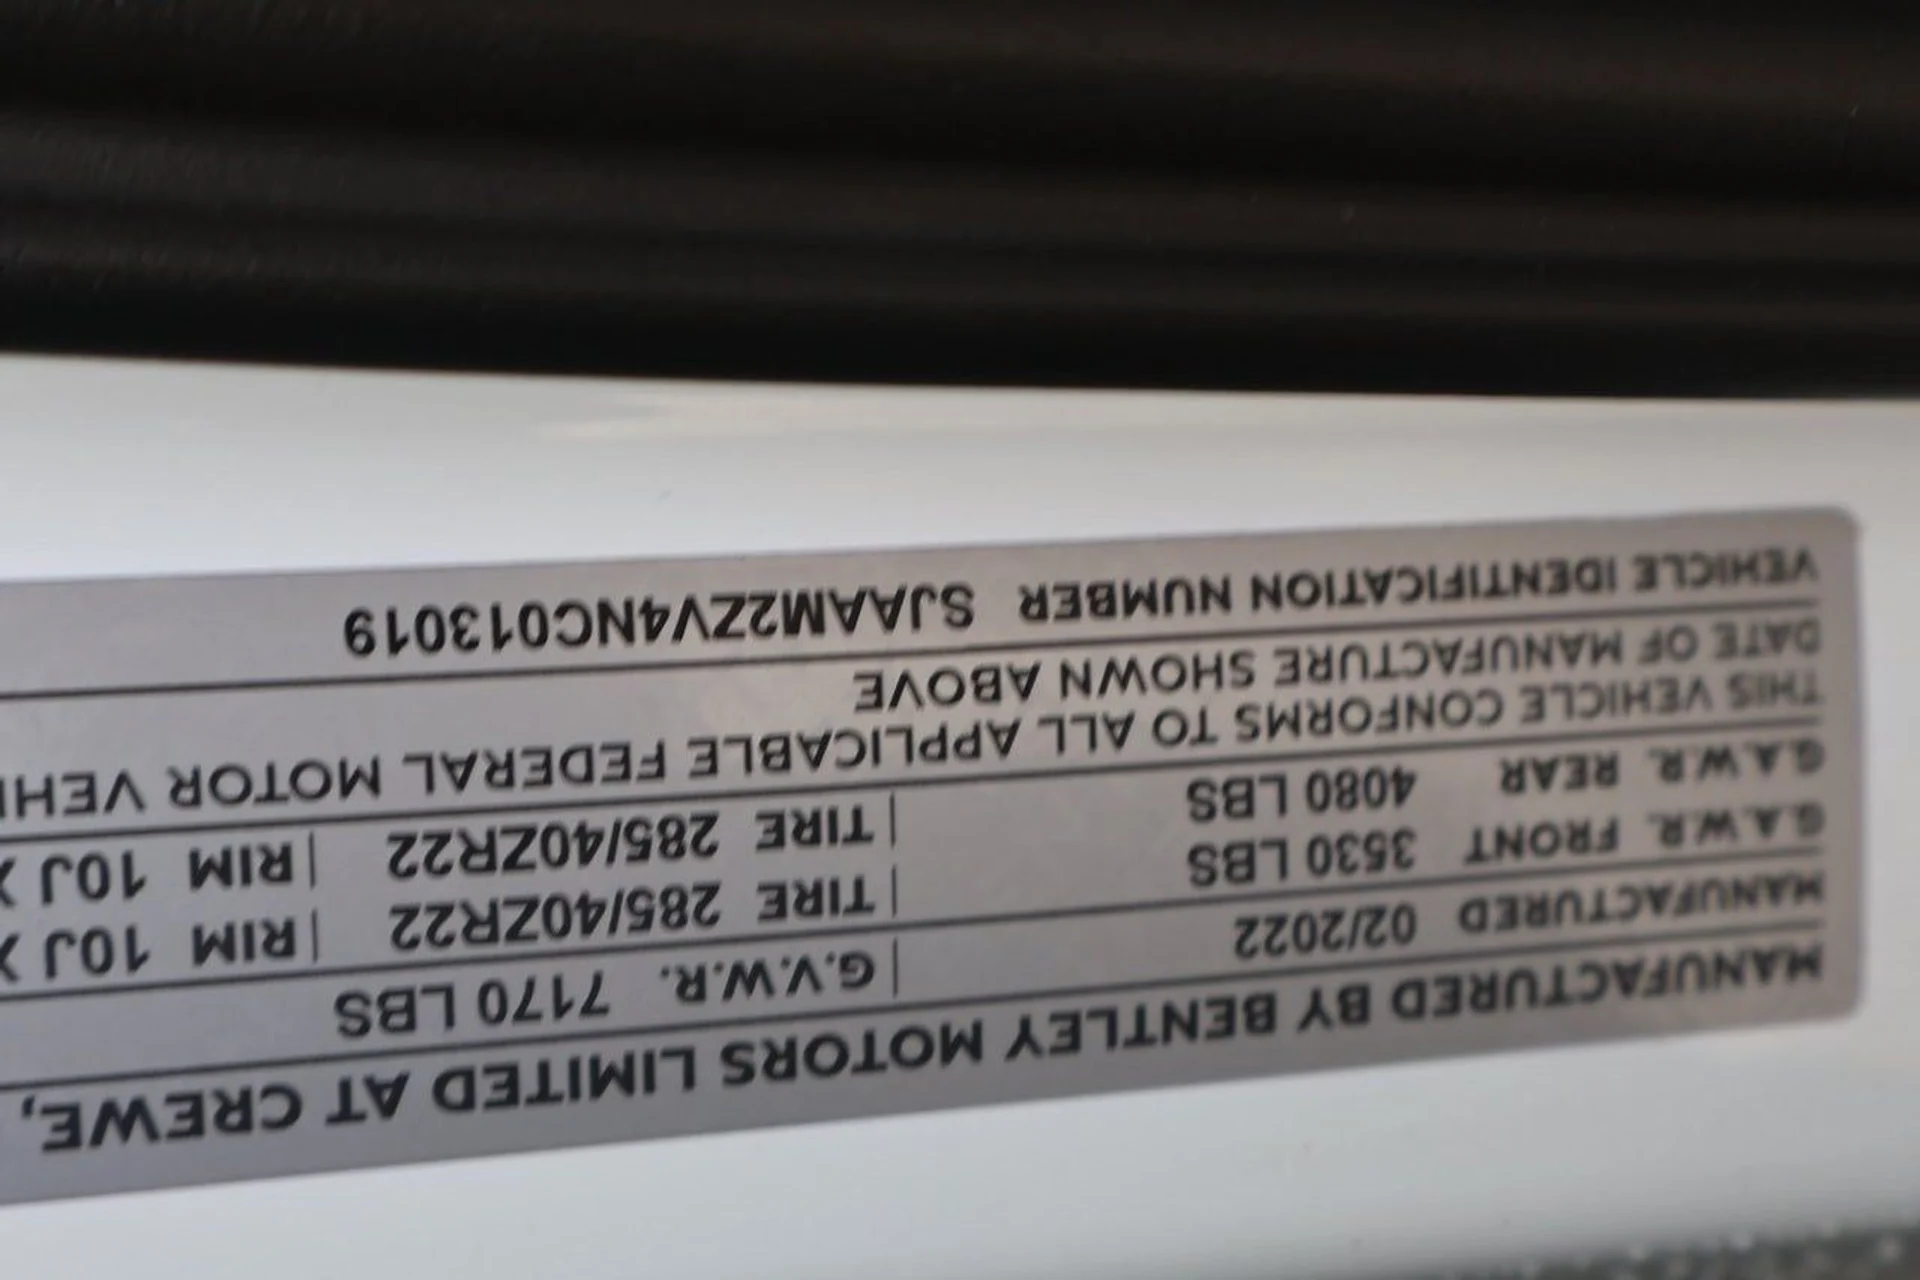 MANUFACTURED BY BENTLEY MOTORS LIMITED AT CREWE,
MANUFACTURED 02/2022 G.V.W.R. 7170 LBS
G.A.W.R. FRONT 3530 LBS TIRE 285/40ZR22 RIM 10J X
G.A.W.R. REAR 4080 LBS TIRE 285/40ZR22 RIM 10J X
THIS VEHICLE CONFORMS TO ALL APPLICABLE FEDERAL MOTOR VEHI
DATE OF MANUFACTURE SHOWN ABOVE
VEHICLE IDENTIFICATION NUMBER SJAAM2ZV4NC013019